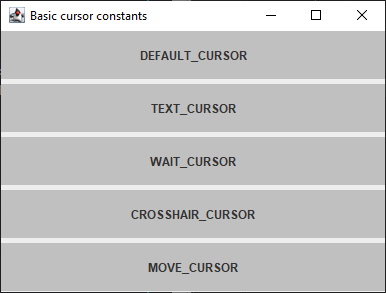 Basic cursor constants
DEFAULT_CURSOR
TEXT_CURSOR
WAIT_CURSOR
CROSSHAIR_CURSOR
MOVE_CURSOR